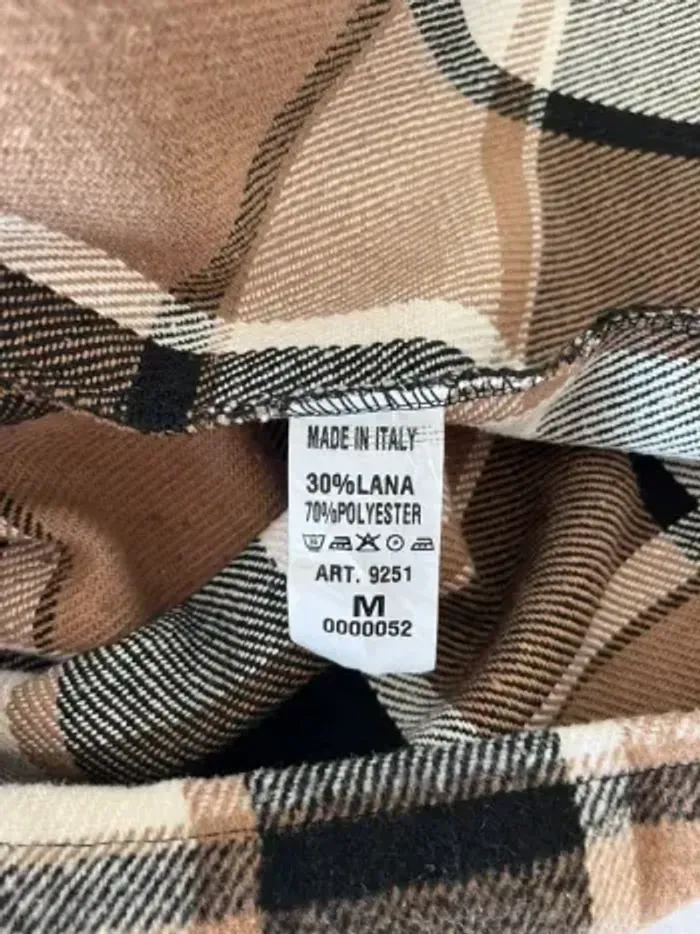 MADE IN ITALY
30%LANA
70%POLYESTER
ART. 9251
M
0000052